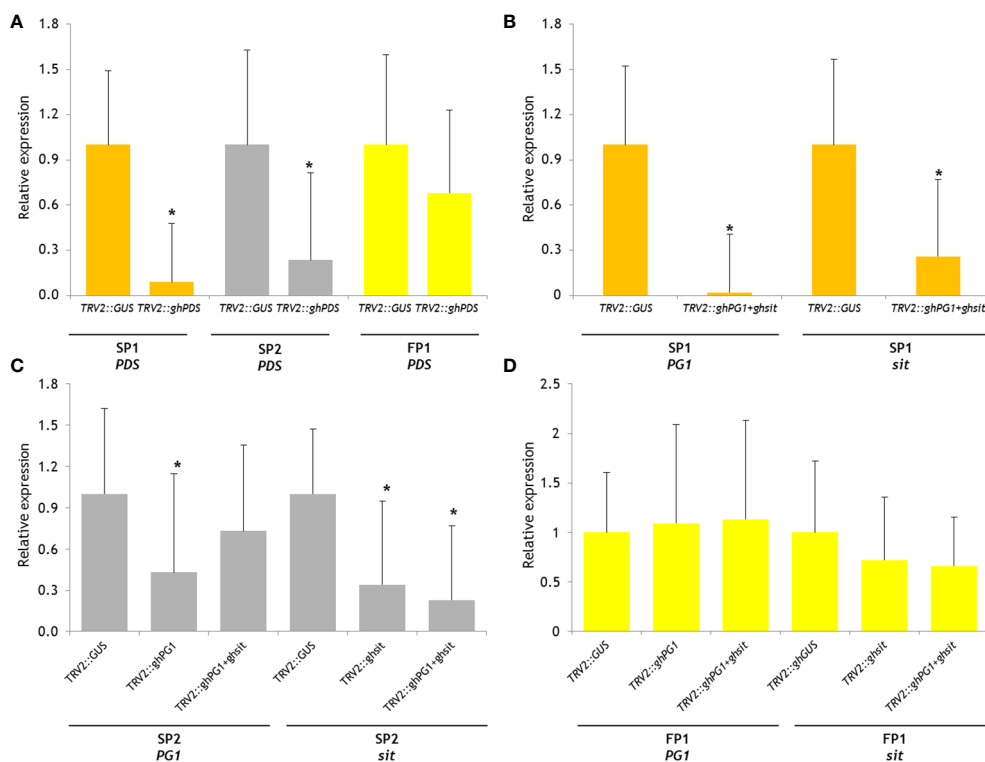 A
Relative expression
1.8
1.5
1.2
0.9
0.6
0.3
0.0
*
*
TRV2::GUS TRV2::ghPDS TRV2::GUS TRV2::ghPDS TRV2::GUS TRV2::ghPDS
SP1 SP2 FP1
PDS PDS PDS
B
Relative expression
1.8
1.5
1.2
0.9
0.6
0.3
0.0
*
*
TRV2::GUS TRV2::ghPG1+ghsit TRV2::GUS TRV2::ghPG1+ghsit
SP1 SP1
PG1 sit
C
Relative expression
1.8
1.5
1.2
0.9
0.6
0.3
0.0
*
*
*
TRV2::GUS TRV2::ghPG1 TRV2::ghPG1+ghsit TRV2::GUS TRV2::ghsit TRV2::ghPG1+ghsit
SP2 SP2
PG1 sit
D
Relative expression
2.5
2
1.5
1
0.5
0
TRV2::GUS TRV2::ghPG1 TRV2::ghPG1+ghsit TRV2::ghGUS TRV2::ghsit TRV2::ghPG1+ghsit
FP1 FP1
PG1 sit